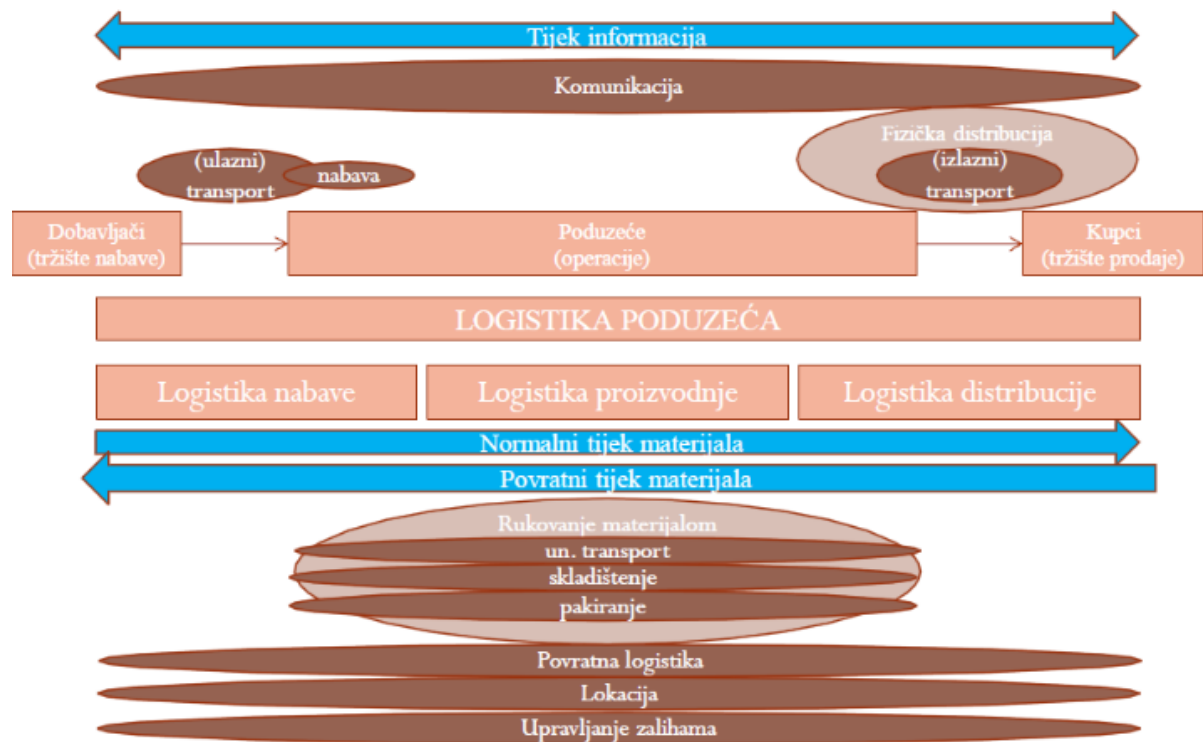 Tijek informacija
Komunikacija
Fizička distribucija
(ulazni)
transport
nabava
(izlazni)
transport
Dobavljači
(tržište nabave)
Poduzeće
(operacije)
Kupci
(tržište prodaje)
LOGISTIKA PODUZEĆA
Logistika nabave
Logistika proizvodnje
Logistika distribucije
Normalni tijek materijala
Povratni tijek materijala
Rukovanje materijalom
un. transport
skladištenje
pakiranje
Povratna logistika
Lokacija
Upravljanje zalihama